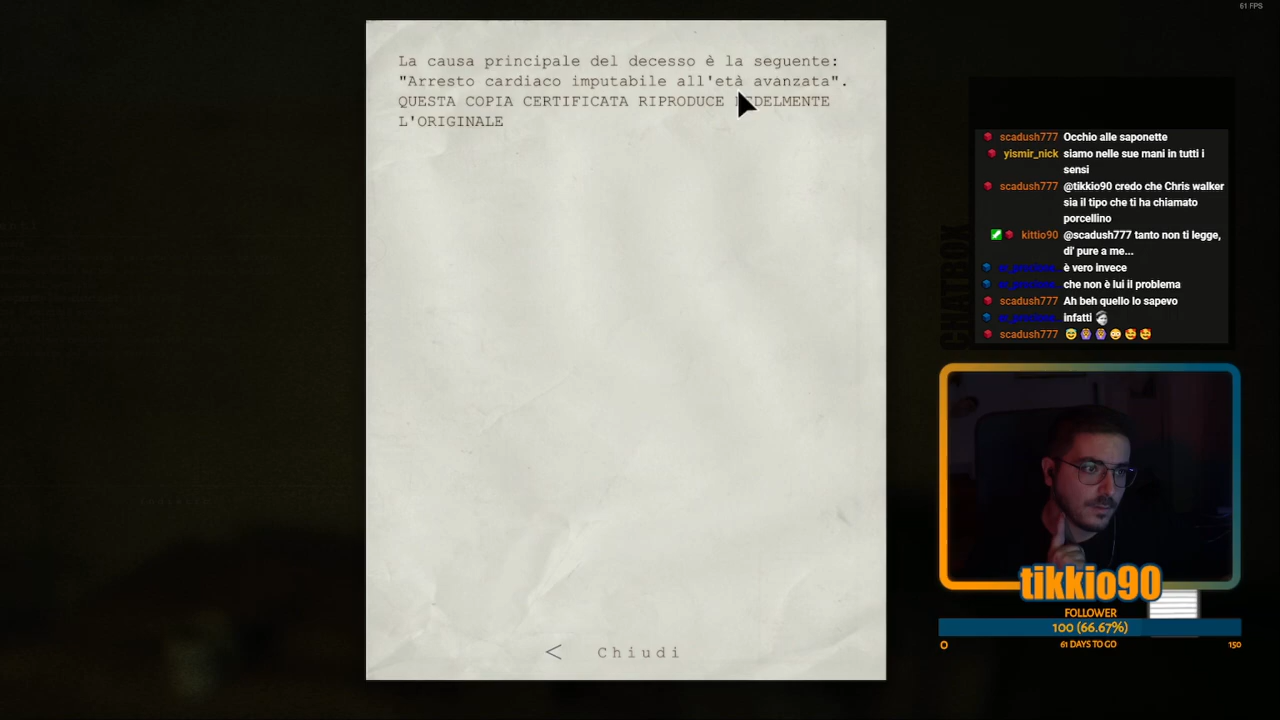 61 FPS
La causa principale del decesso è la seguente:
"Arresto cardiaco imputabile all'età avanzata".
QUESTA COPIA CERTIFICATA RIPRODUCE EDELMENTE
L'ORIGINALE
< Chiudi
CHATBOX
scadush777 Occhio alle saponette
yismir_nick siamo nelle sue mani in tutti i
sensi
scadush777 @tikkio90 credo che Chris walker
sia il tipo che ti ha chiamato
porcellino
kittio90 @scadush777 tanto non ti legge,
di' pure a me...
è vero invece
che non è lui il problema
scadush777 Ah beh quello lo sapevo
infatti
scadush777
tikkio90
FOLLOWER
100 (66.67%)
0 61 DAYS TO GO 150